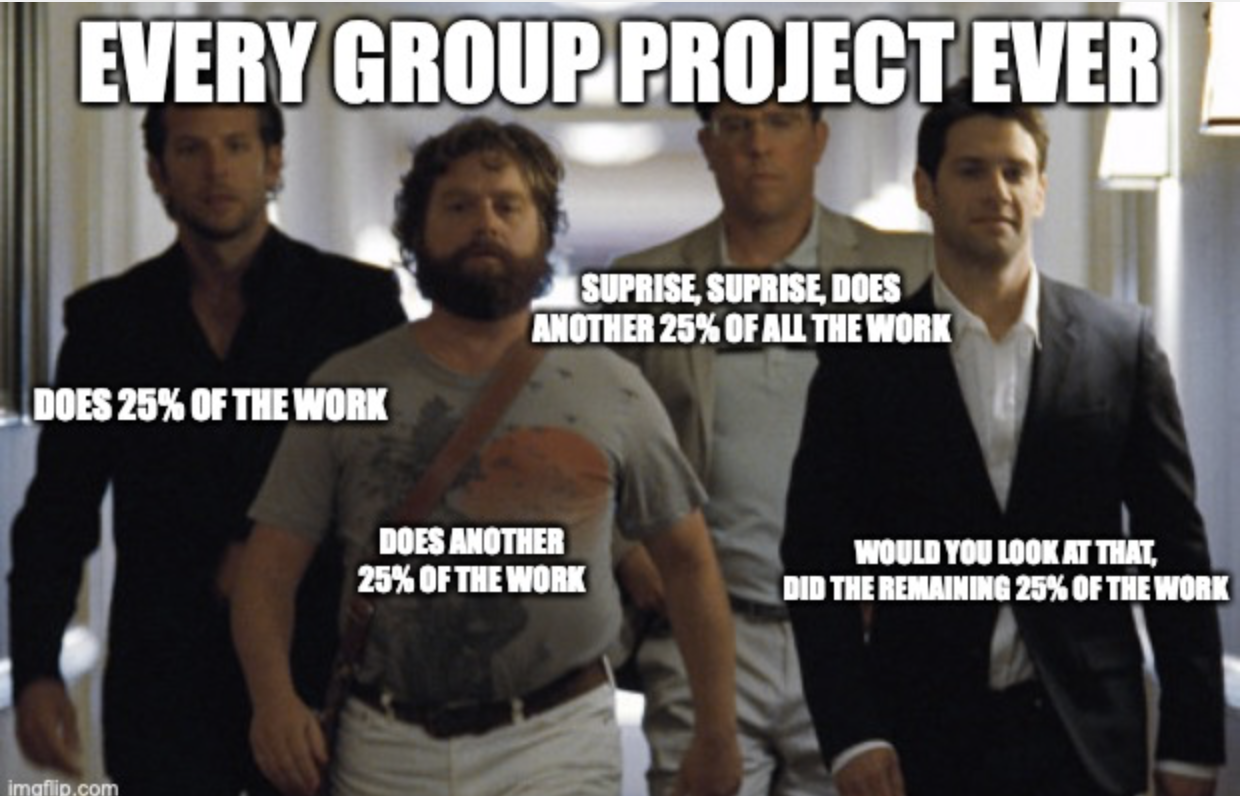 EVERY GROUP PROJECT EVER
SUPRISE, SUPRISE, DOES
ANOTHER 25% OF ALL THE WORK
DOES 25% OF THE WORK
DOES ANOTHER
25% OF THE WORK
WOULD YOU LOOK AT THAT,
DID THE REMAINING 25% OF THE WORK
imgflip.com